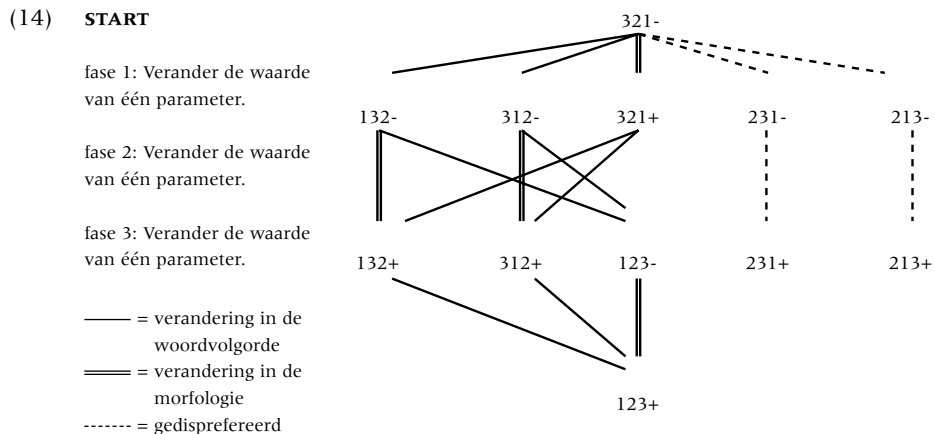 (14) START
321-
fase 1: Verander de waarde
van één parameter.
132- 312- 321+ 231- 213-
fase 2: Verander de waarde
van één parameter.
fase 3: Verander de waarde
van één parameter.
132+ 312+ 123- 231+ 213+
= verandering in de
woordvolgorde
= verandering in de
morfologie
123+
= gedisprefereerd